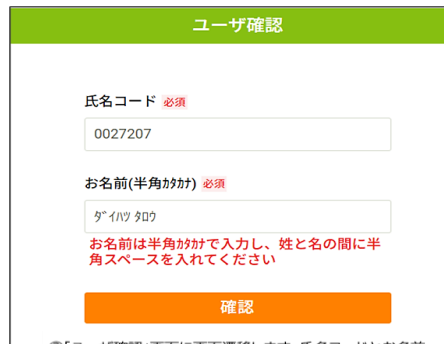 ユーザ確認
氏名コード 必須
0027207
お名前(半角ｶﾀｶﾅ) 必須
ﾀﾞｲﾊﾂ ﾀﾛｳ
お名前は半角ｶﾀｶﾅで入力し、姓と名の間に半
角スペースを入れてください
確認